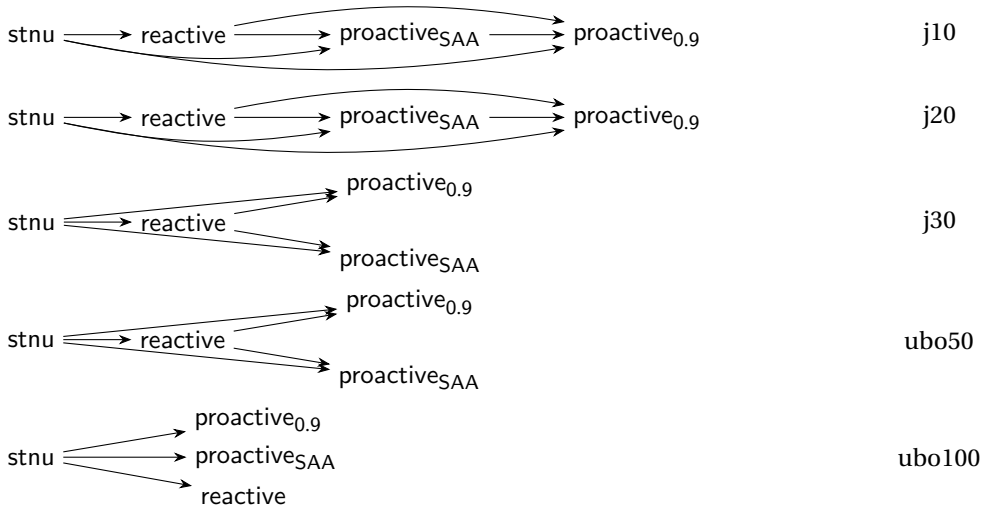 stnu reactive proactive_SAA proactive_0.9 j10
stnu reactive proactive_SAA proactive_0.9 j20
proactive_0.9
stnu reactive j30
proactive_SAA
proactive_0.9
stnu reactive ubo50
proactive_SAA
proactive_0.9
stnu proactive_SAA ubo100
reactive